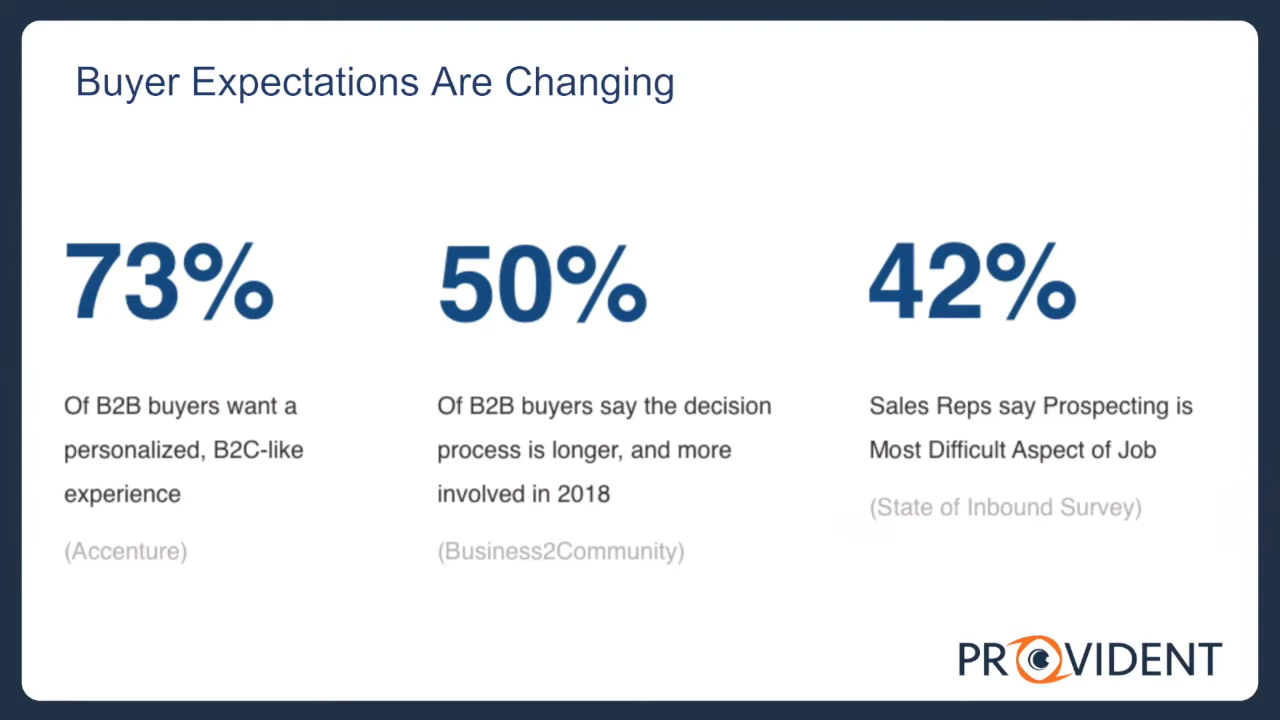 Buyer Expectations Are Changing
73%
Of B2B buyers want a
personalized, B2C-like
experience
(Accenture)
50%
Of B2B buyers say the decision
process is longer, and more
involved in 2018
(Business2Community)
42%
Sales Reps say Prospecting is
Most Difficult Aspect of Job
(State of Inbound Survey)
PROVIDENT